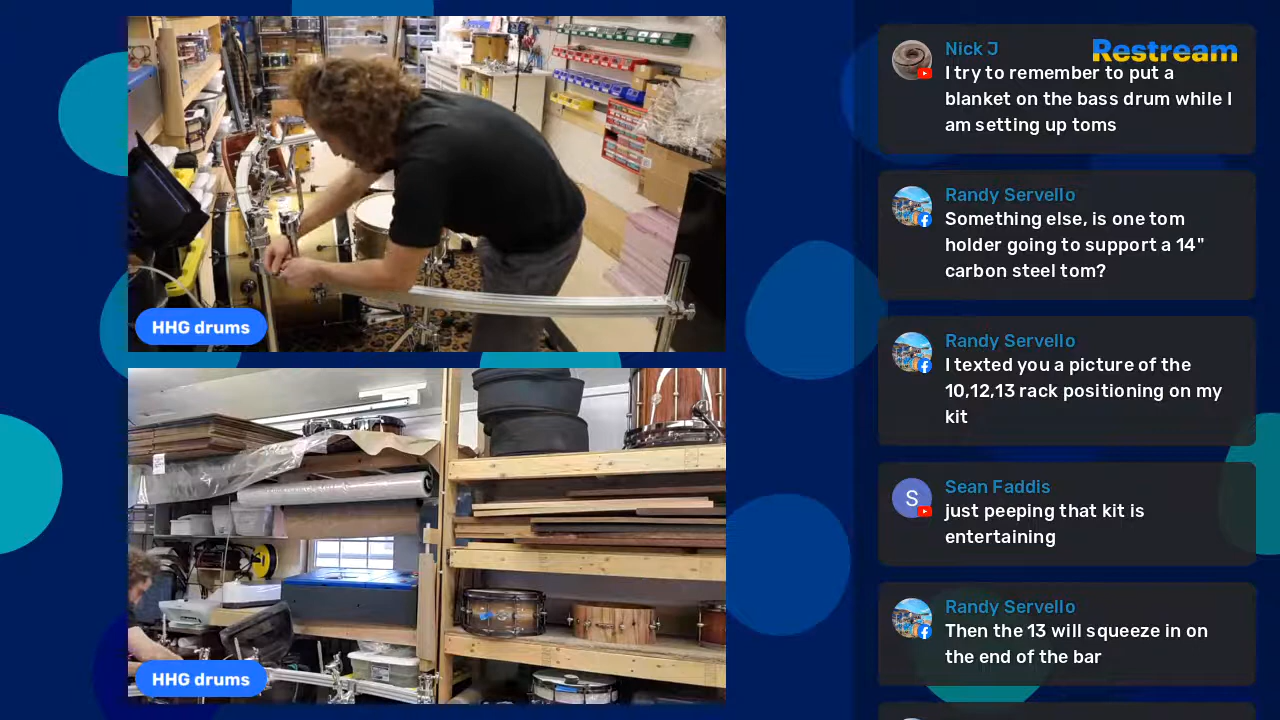 HHG drums
HHG drums
Restream
Nick J
I try to remember to put a
blanket on the bass drum while I
am setting up toms
Randy Servello
Something else, is one tom
holder going to support a 14"
carbon steel tom?
Randy Servello
I texted you a picture of the
10,12,13 rack positioning on my
kit
S
Sean Faddis
just peeping that kit is
entertaining
Randy Servello
Then the 13 will squeeze in on
the end of the bar